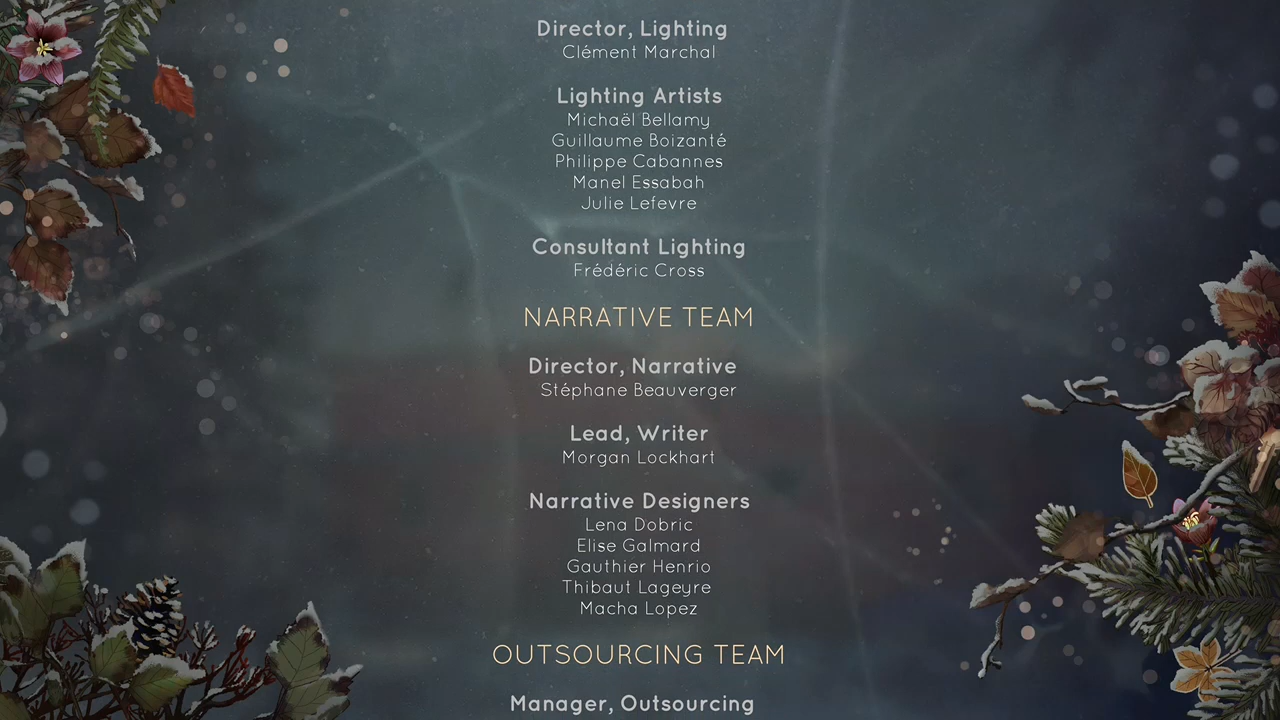 Director, Lighting
Clément Marchal
Lighting Artists
Michaël Bellamy
Guillaume Boizanté
Philippe Cabannes
Manel Essabah
Julie Lefevre
Consultant Lighting
Frédéric Cross
NARRATIVE TEAM
Director, Narrative
Stéphane Beauverger
Lead, Writer
Morgan Lockhart
Narrative Designers
Lena Dobric
Elise Galmard
Gauthier Henrio
Thibaut Lageyre
Macha Lopez
OUTSOURCING TEAM
Manager, Outsourcing